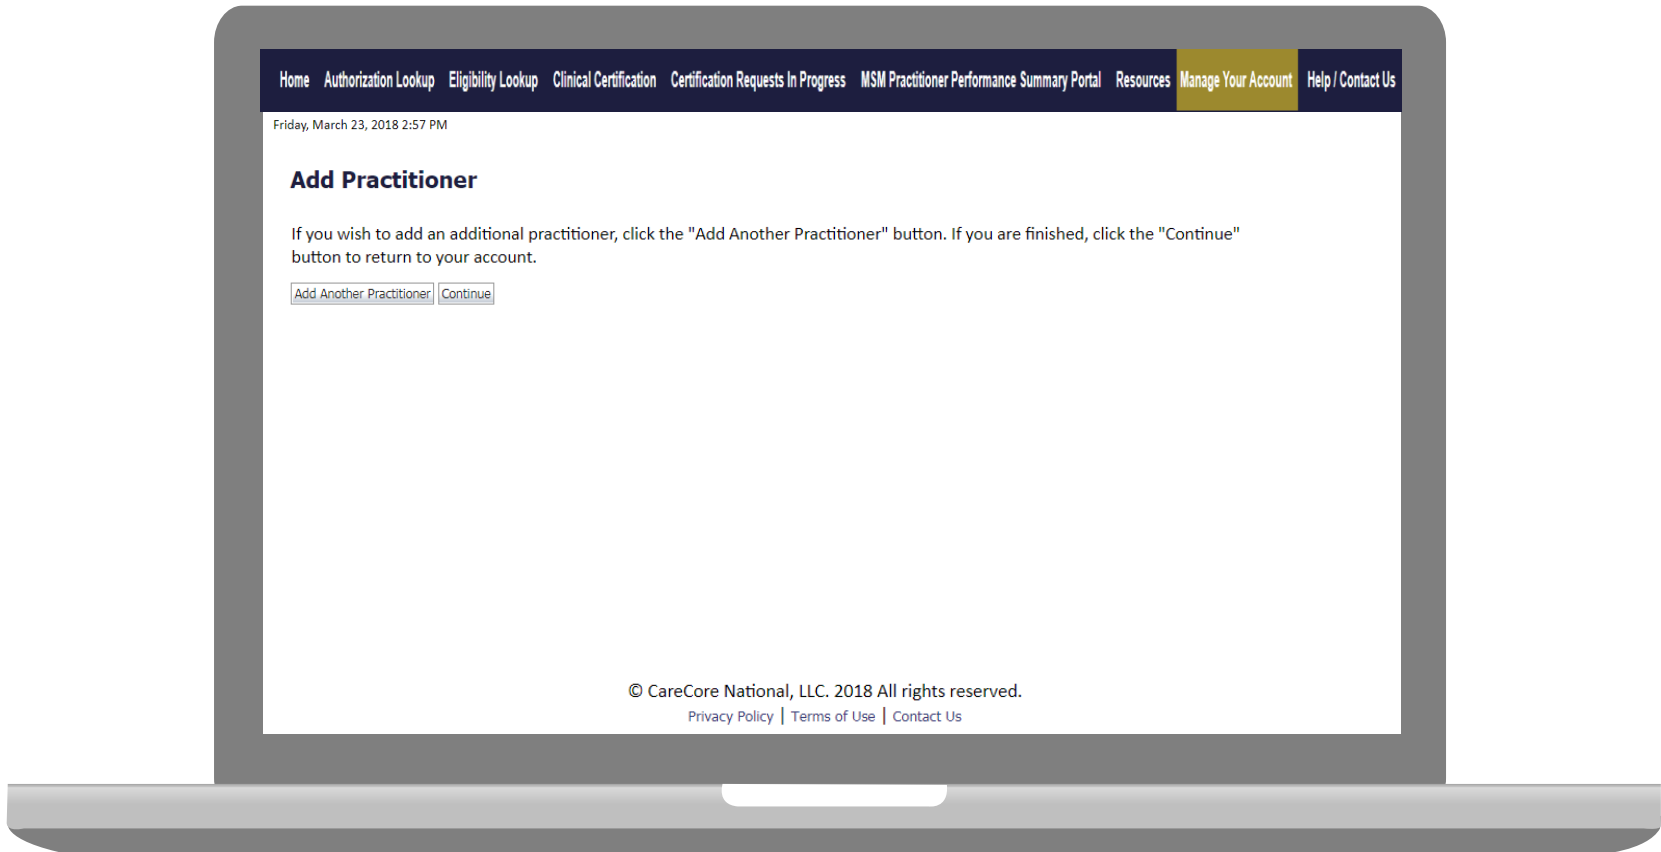 Home Authorization Lookup Eligibility Lookup Clinical Certification Certification Requests In Progress MSM Practitioner Performance Summary Portal Resources Manage Your Account Help / Contact Us
Friday, March 23, 2018 2:57 PM
Add Practitioner
If you wish to add an additional practitioner, click the "Add Another Practitioner" button. If you are finished, click the "Continue"
button to return to your account.
Add Another Practitioner Continue
© CareCore National, LLC. 2018 All rights reserved.
Privacy Policy | Terms of Use | Contact Us